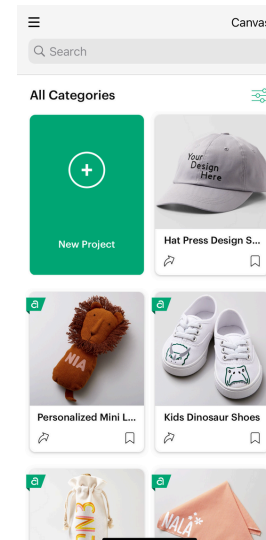 Canvas
Search
All Categories
New Project
Your
Design
Here
Hat Press Design S...
a
NIA
a
Personalized Mini L...
Kids Dinosaur Shoes
a
a
NALA